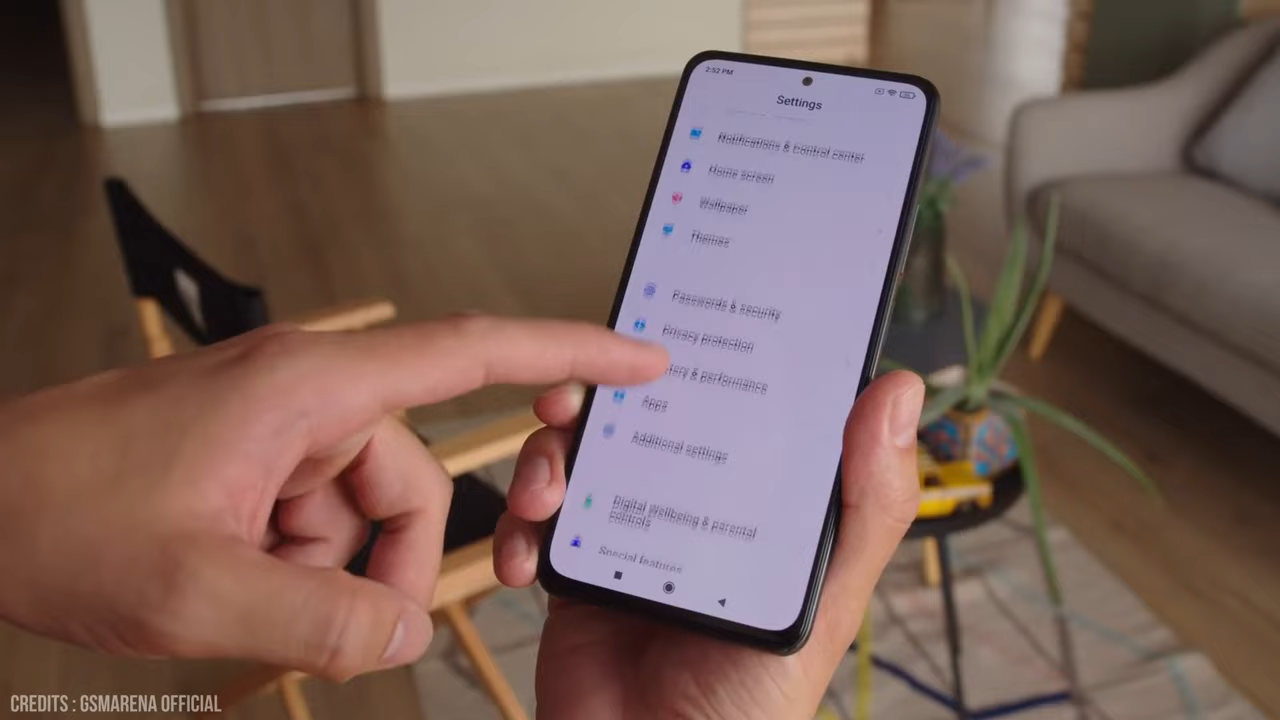 2:52 PM
Settings
Notifications & Control center
Home screen
Wallpaper
Themes
Passwords & security
Privacy protection
tery & performance
Apps
Additional settings
Digital Wellbeing & parental
controls
Special features
CREDITS : GSMARENA OFFICIAL